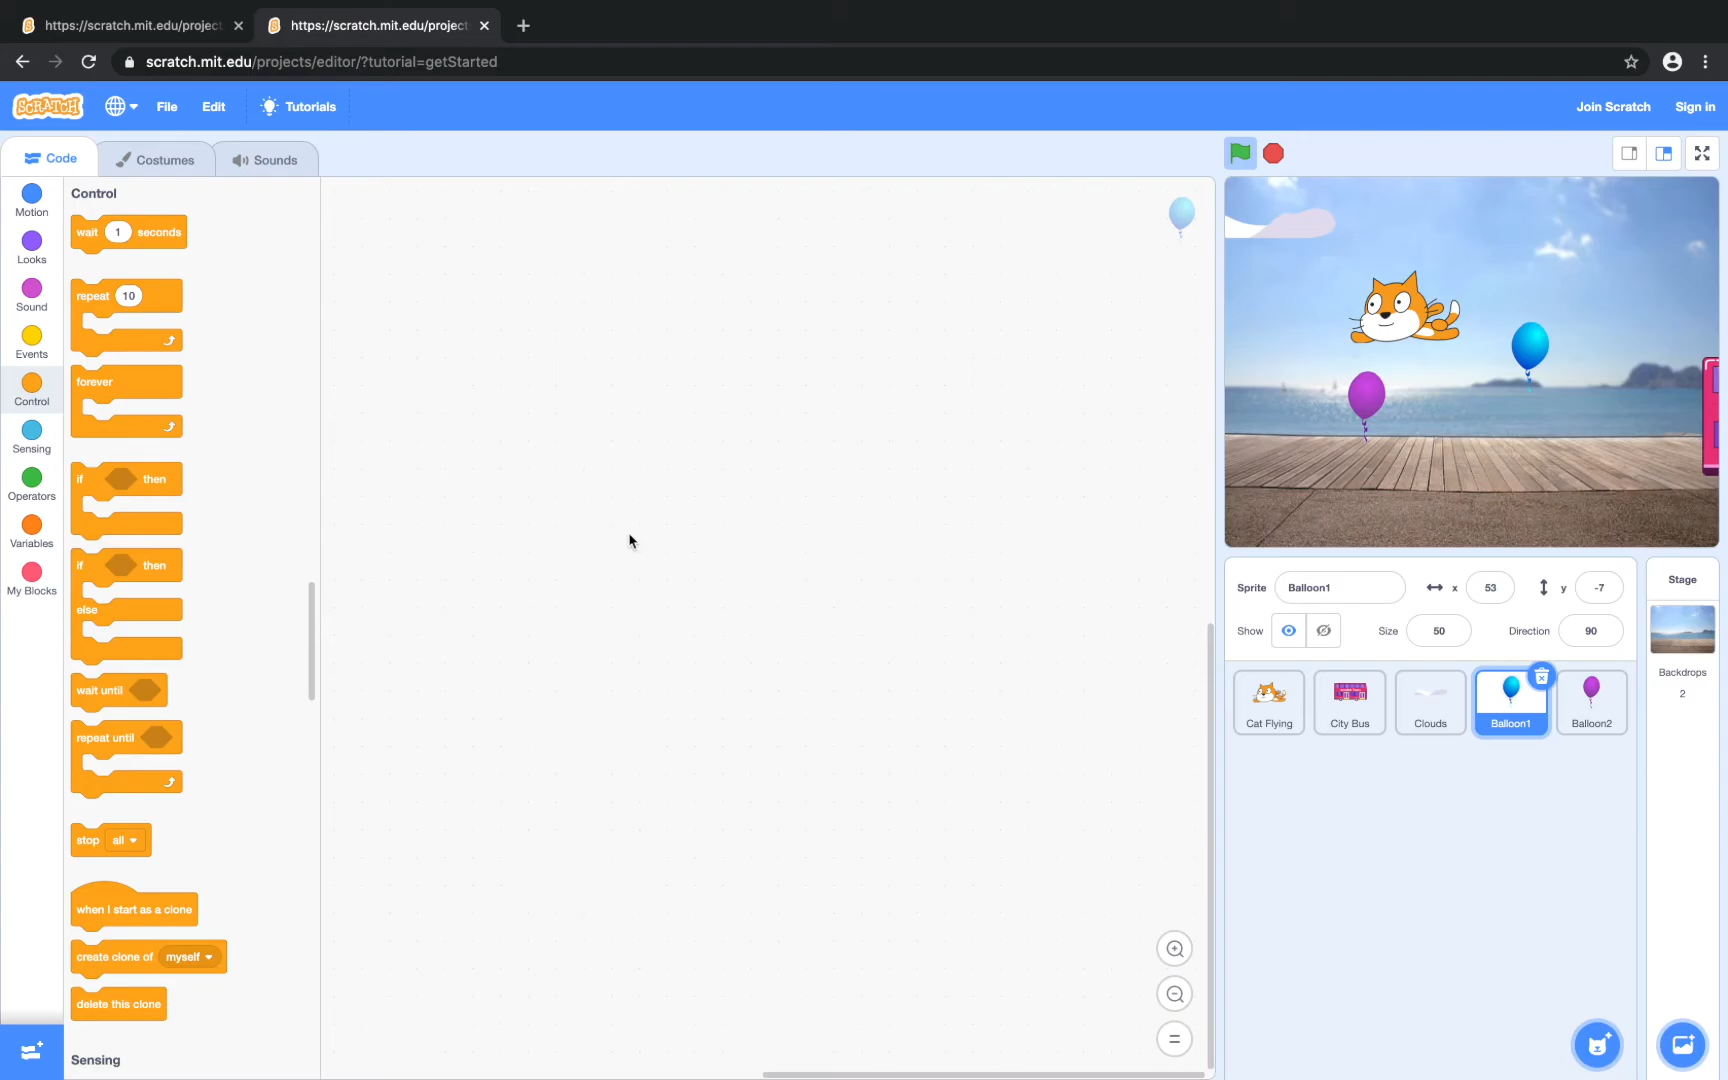 https://scratch.mit.edu/project
https://scratch.mit.edu/project
scratch.mit.edu/projects/editor/?tutorial=getStarted
SCRATCH
File
Edit
Tutorials
Join Scratch
Sign in
Code
Costumes
Sounds
Motion
Looks
Sound
Events
Control
Sensing
Operators
Variables
My Blocks
Control
wait 1 seconds
repeat 10
forever
if then
if then
else
wait until
repeat until
stop all
when I start as a clone
create clone of myself
delete this clone
Sensing
Sprite Balloon1 x 53 y -7
Show Size 50 Direction 90
Cat Flying
City Bus
Clouds
Balloon1
Balloon2
Stage
Backdrops
2